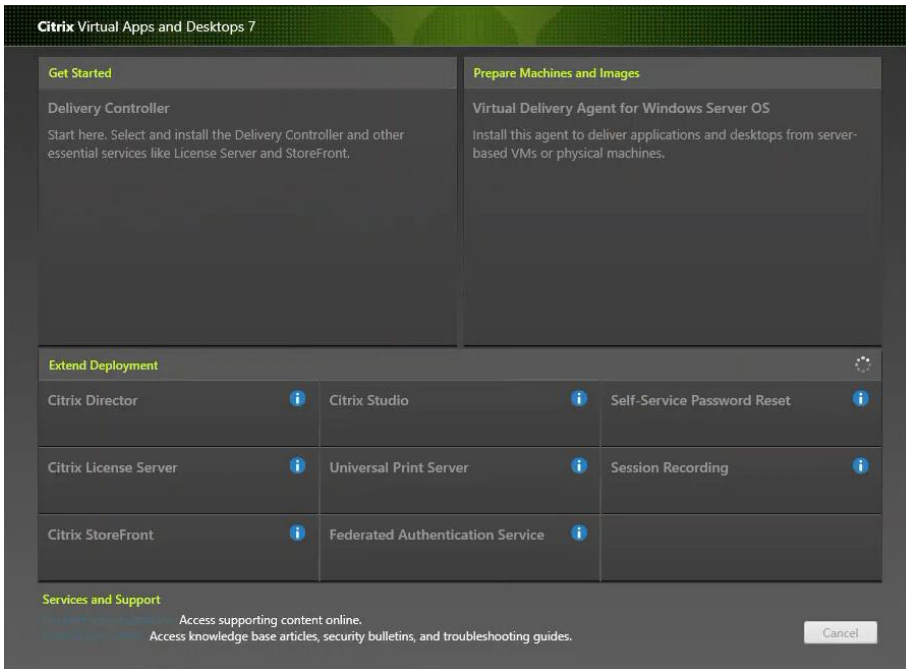 Citrix Virtual Apps and Desktops 7
Get Started
Delivery Controller
Start here. Select and install the Delivery Controller and other
essential services like License Server and StoreFront.
Prepare Machines and Images
Virtual Delivery Agent for Windows Server OS
Install this agent to deliver applications and desktops from server-
based VMs or physical machines.
Extend Deployment
Citrix Director
Citrix Studio
Self-Service Password Reset
Citrix License Server
Universal Print Server
Session Recording
Citrix StoreFront
Federated Authentication Service
Services and Support
Access supporting content online.
Access knowledge base articles, security bulletins, and troubleshooting guides.
Cancel